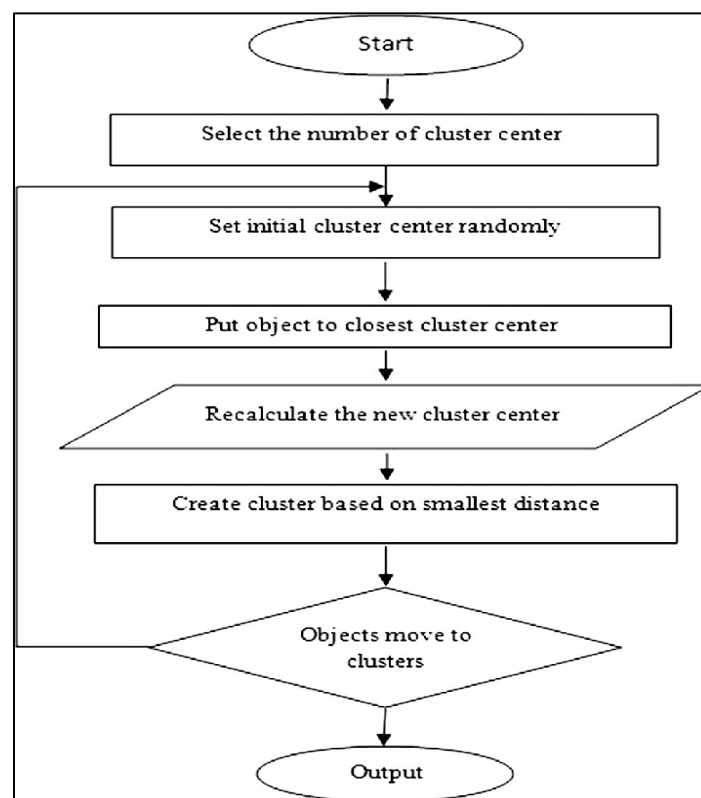 Start
Select the number of cluster center
Set initial cluster center randomly
Put object to closest cluster center
Recalculate the new cluster center
Create cluster based on smallest distance
Objects move to
clusters
Output